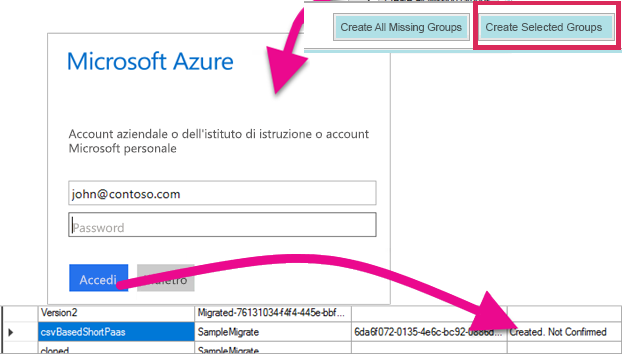 Create All Missing Groups Create Selected Groups
Microsoft Azure
Account aziendale o dell'istituto di istruzione o account
Microsoft personale
john@contoso.com
Password
Accedi
Version2 Migrated-76131034-f4f4-445e-bbf...
csvBasedShortPaas SampleMigrate 6da6f072-0135-4e6c-bc92-0886d... Created. Not Confirmed
cloned SampleMigrate